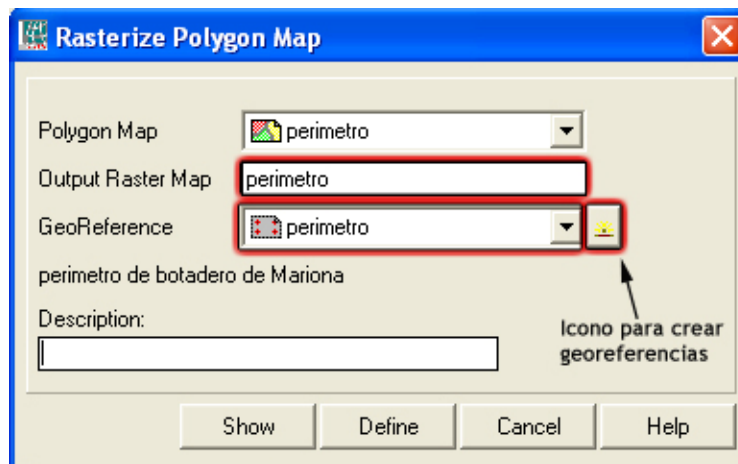 Rasterize Polygon Map
Polygon Map perimetro
Output Raster Map perimetro
GeoReference perimetro
perimetro de botadero de Mariona
Description:
Icono para crear
georeferencias
Show Define Cancel Help